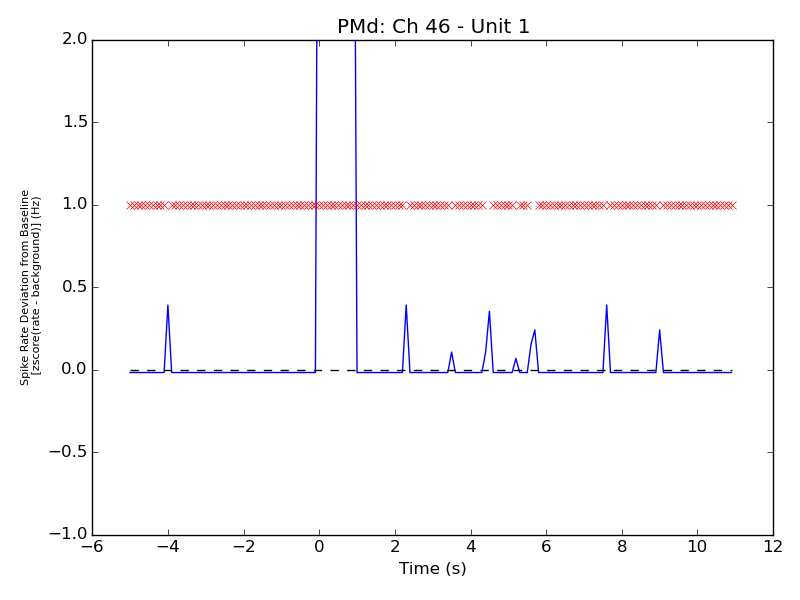 PMd: Ch 46 - Unit 1
2.0
1.5
1.0
0.5
0.0
−0.5
−1.0
Spike Rate Deviation from Baseline
[zscore(rate - background)] (Hz)
−6 −4 −2 0 2 4 6 8 10 12
Time (s)